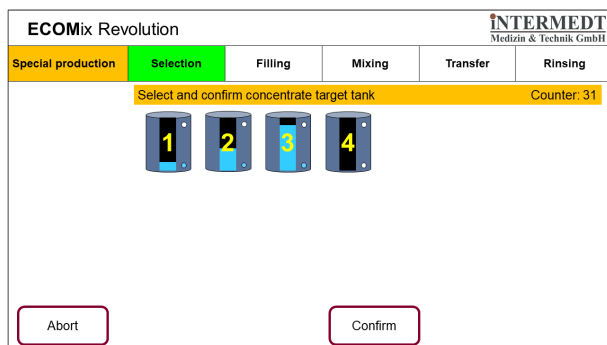 ECOMix Revolution
INTERMEDT
Medizin & Technik GmbH
Special production Selection Filling Mixing Transfer Rinsing
Select and confirm concentrate target tank Counter: 31
1 2 3 4
Abort Confirm